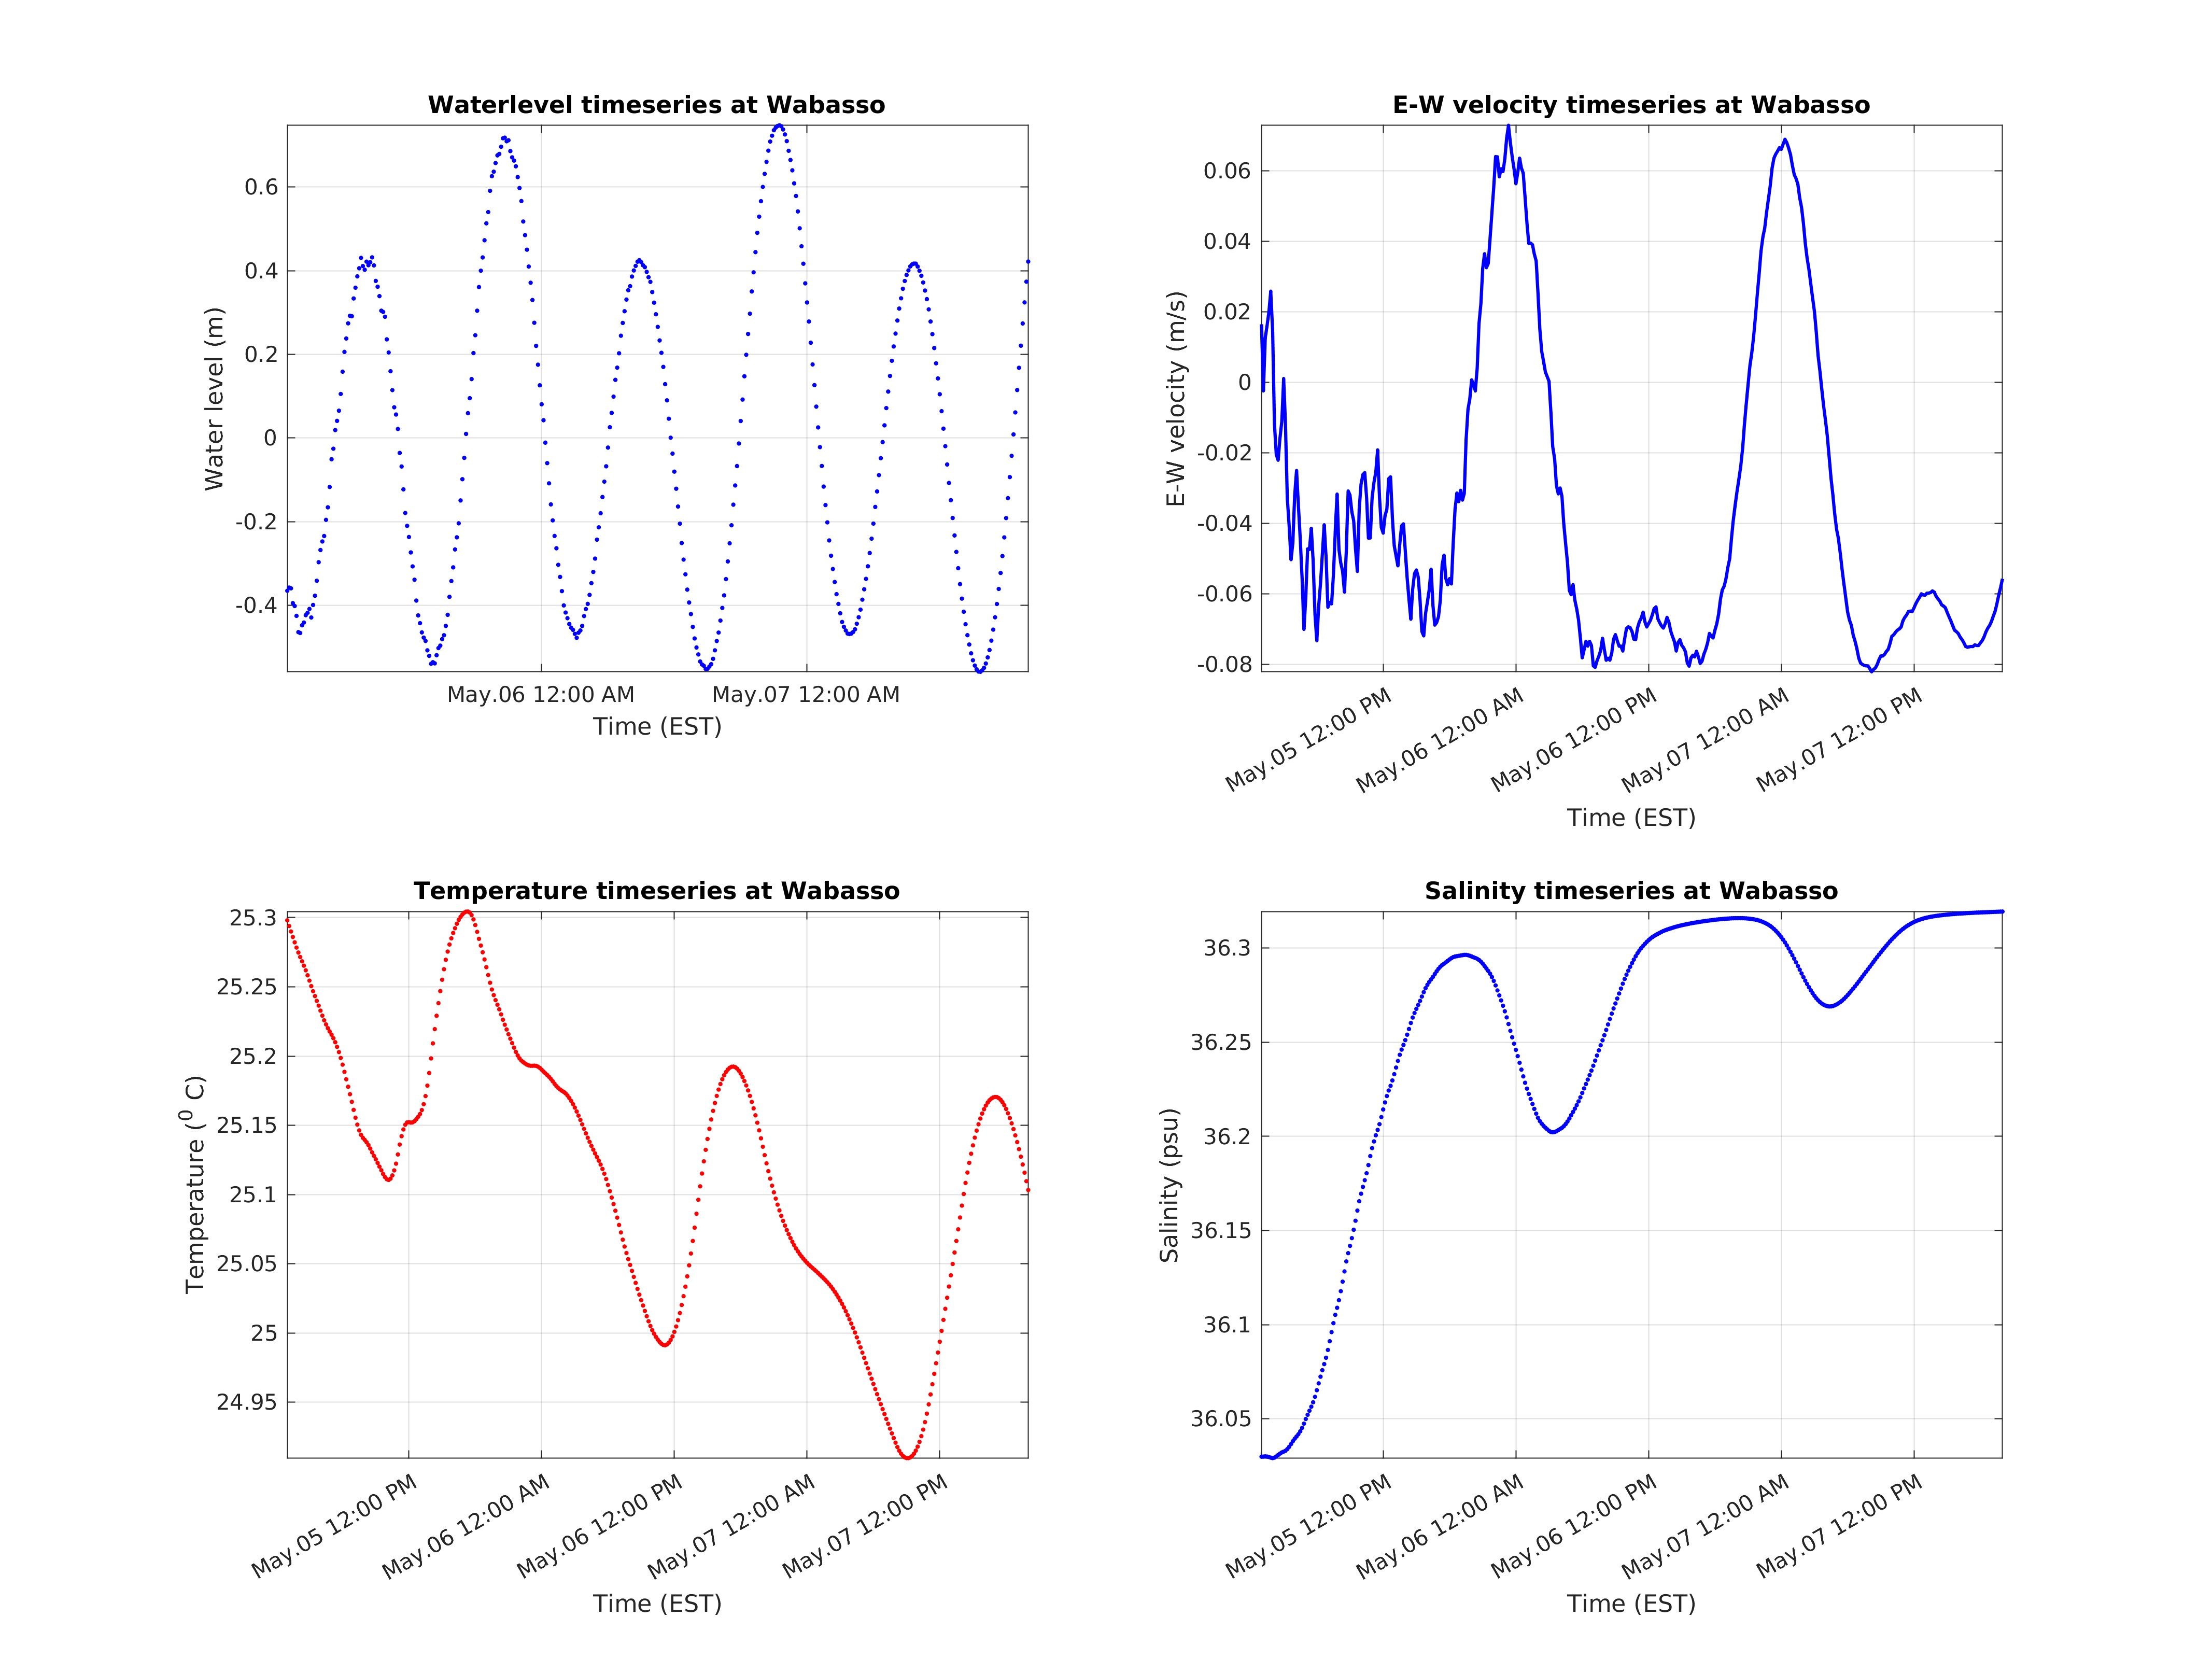 Waterlevel timeseries at Wabasso
0.6
0.4
0.2
0
-0.2
-0.4
Water level (m)
May.06 12:00 AM
May.07 12:00 AM
Time (EST)
E-W velocity timeseries at Wabasso
0.06
0.04
0.02
0
-0.02
-0.04
-0.06
-0.08
E-W velocity (m/s)
May.05 12:00 PM
May.06 12:00 AM
May.06 12:00 PM
May.07 12:00 AM
May.07 12:00 PM
Time (EST)
Temperature timeseries at Wabasso
25.3
25.25
25.2
25.15
25.1
25.05
25
24.95
Temperature (⁰ C)
May.05 12:00 PM
May.06 12:00 AM
May.06 12:00 PM
May.07 12:00 AM
May.07 12:00 PM
Time (EST)
Salinity timeseries at Wabasso
36.3
36.25
36.2
36.15
36.1
36.05
Salinity (psu)
May.05 12:00 PM
May.06 12:00 AM
May.06 12:00 PM
May.07 12:00 AM
May.07 12:00 PM
Time (EST)